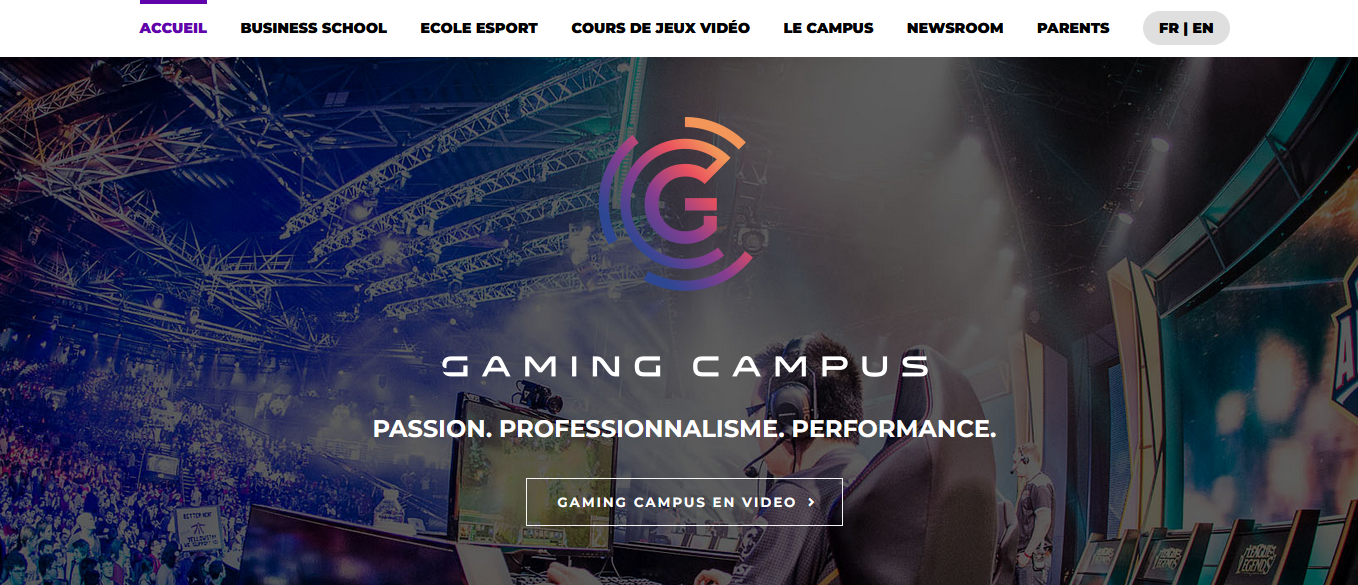 ACCUEIL
BUSINESS SCHOOL
ECOLE ESPORT
COURS DE JEUX VIDÉO
LE CAMPUS
NEWSROOM
PARENTS
FR | EN
GAMING CAMPUS
PASSION. PROFESSIONNALISME. PERFORMANCE.
GAMING CAMPUS EN VIDEO
LEGENDS